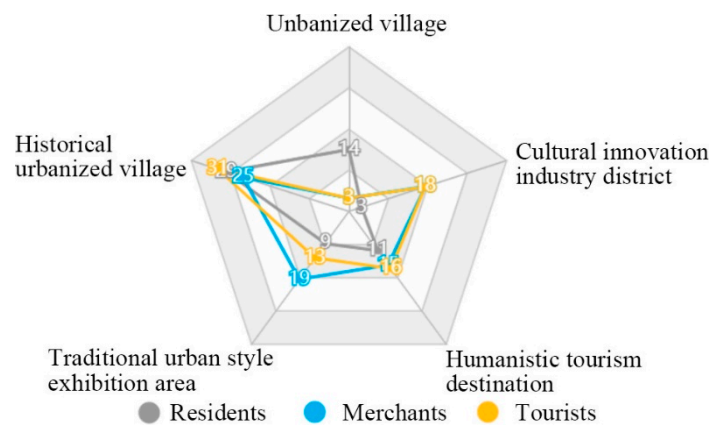 Unbanized village
14
Historical
urbanized village
31
25
3
18
3
Cultural innovation
industry district
9
11
13
16
19
Traditional urban style
exhibition area
Humanistic tourism
destination
Residents
Merchants
Tourists